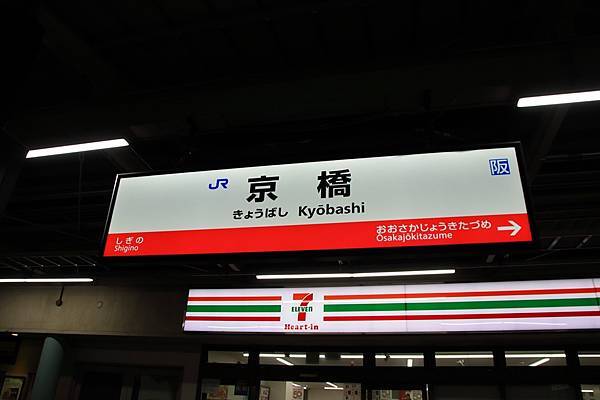 JR 京橋 阪
きょうばし Kyōbashi
しぎの
Shigino
おおさかじょうきたづめ →
Ōsakajōkitazume
7
ELEVEN
Heart-in